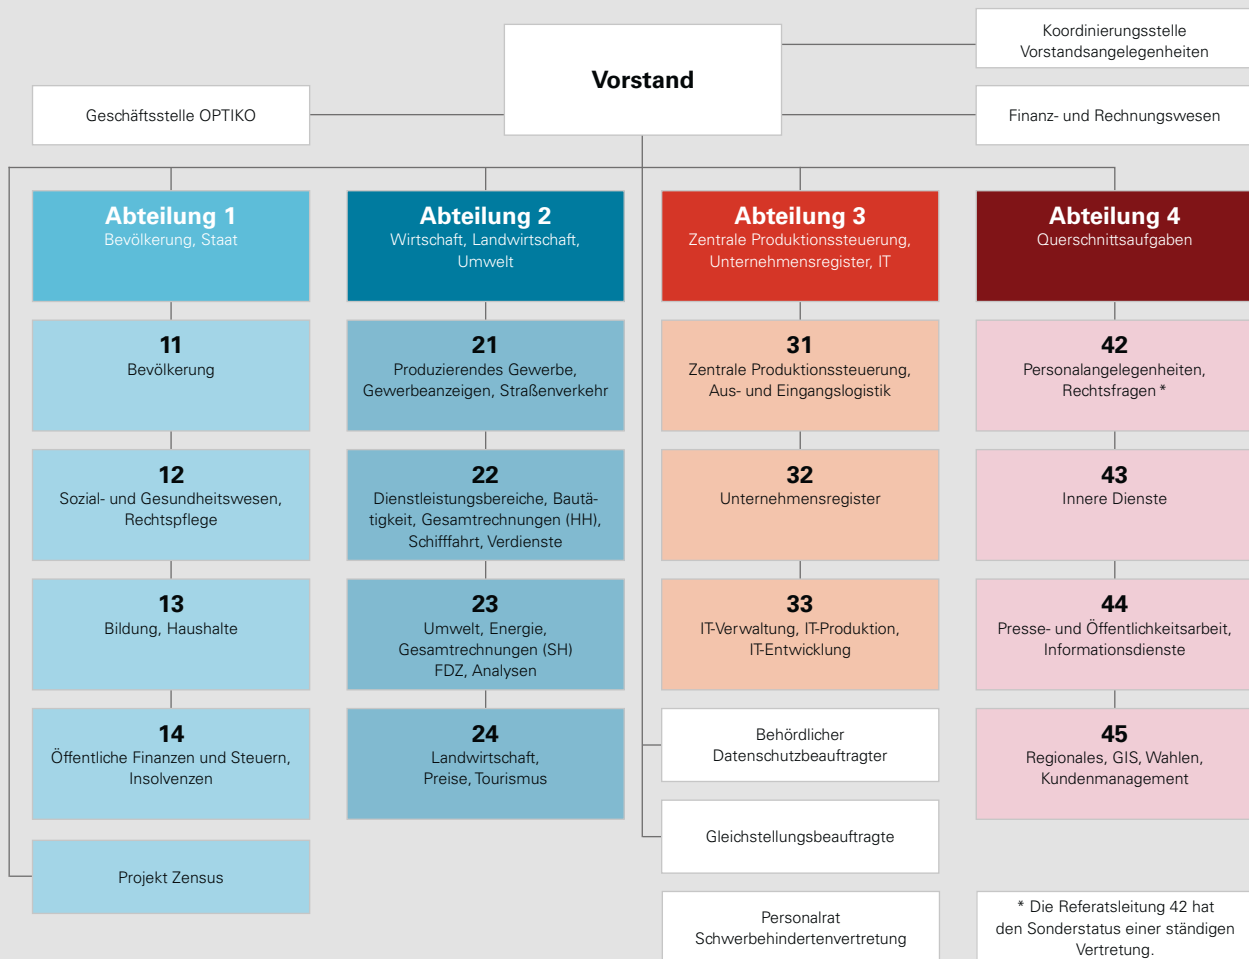 Koordinierungsstelle
Vorstandsangelegenheiten
Vorstand
Geschäftsstelle OPTIKO
Finanz- und Rechnungswesen
Abteilung 1
Bevölkerung, Staat
Abteilung 2
Wirtschaft, Landwirtschaft,
Umwelt
Abteilung 3
Zentrale Produktionssteuerung,
Unternehmensregister, IT
Abteilung 4
Querschnittsaufgaben
11
Bevölkerung
21
Produzierendes Gewerbe,
Gewerbeanzeigen, Straßenverkehr
31
Zentrale Produktionssteuerung,
Aus- und Eingangslogistik
42
Personalangelegenheiten,
Rechtsfragen *
12
Sozial- und Gesundheitswesen,
Rechtspflege
22
Dienstleistungsbereiche, Bautä-
tigkeit, Gesamtrechnungen (HH),
Schifffahrt, Verdienste
32
Unternehmensregister
43
Innere Dienste
13
Bildung, Haushalte
23
Umwelt, Energie,
Gesamtrechnungen (SH)
FDZ, Analysen
33
IT-Verwaltung, IT-Produktion,
IT-Entwicklung
44
Presse- und Öffentlichkeitsarbeit,
Informationsdienste
14
Öffentliche Finanzen und Steuern,
Insolvenzen
24
Landwirtschaft,
Preise, Tourismus
Behördlicher
Datenschutzbeauftragter
45
Regionales, GIS, Wahlen,
Kundenmanagement
Gleichstellungsbeauftragte
Projekt Zensus
Personalrat
Schwerbehindertenvertretung
* Die Referatsleitung 42 hat
den Sonderstatus einer ständigen
Vertretung.